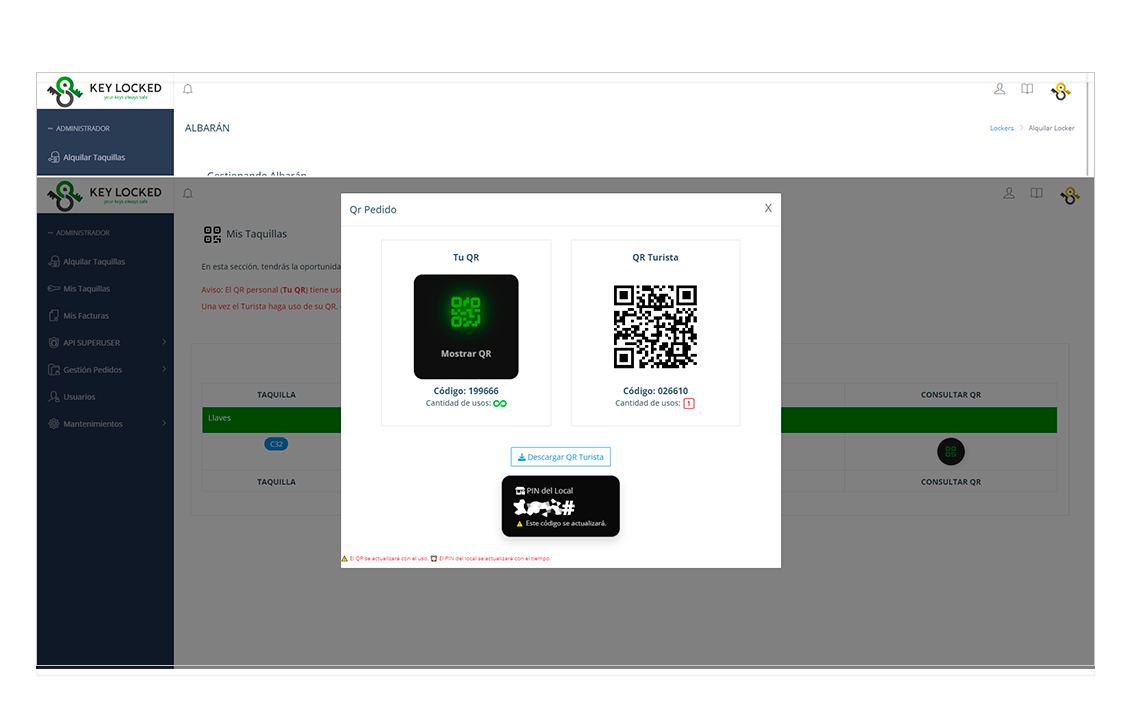 KEY LOCKED
your keys always safe
ADMINISTRADOR
ALBARÁN
Lockers > Alquilar Locker
Alquilar Taquillas
Gestionando Albarán
KEY LOCKED
your keys always safe
ADMINISTRADOR
Alquilar Taquillas
Mis Taquillas
Mis Facturas
API SUPERUSER
Gestión Pedidos
Usuarios
Mantenimientos
Mis Taquillas
En esta sección, tendrás la oportunida
Aviso: El QR personal (Tu QR) tiene us
Una vez el Turista haga uso de su QR,
TAQUILLA
CONSULTAR QR
Llaves
C32
TAQUILLA
CONSULTAR QR
Qr Pedido
X
Tu QR
Mostrar QR
Código: 199666
Cantidad de usos: ∞
QR Turista
Código: 026610
Cantidad de usos: 1
Descargar QR Turista
PIN del Local
#
Este código se actualizará.
El QR se actualizará con el uso. El PIN del local se actualizará con el tiempo.